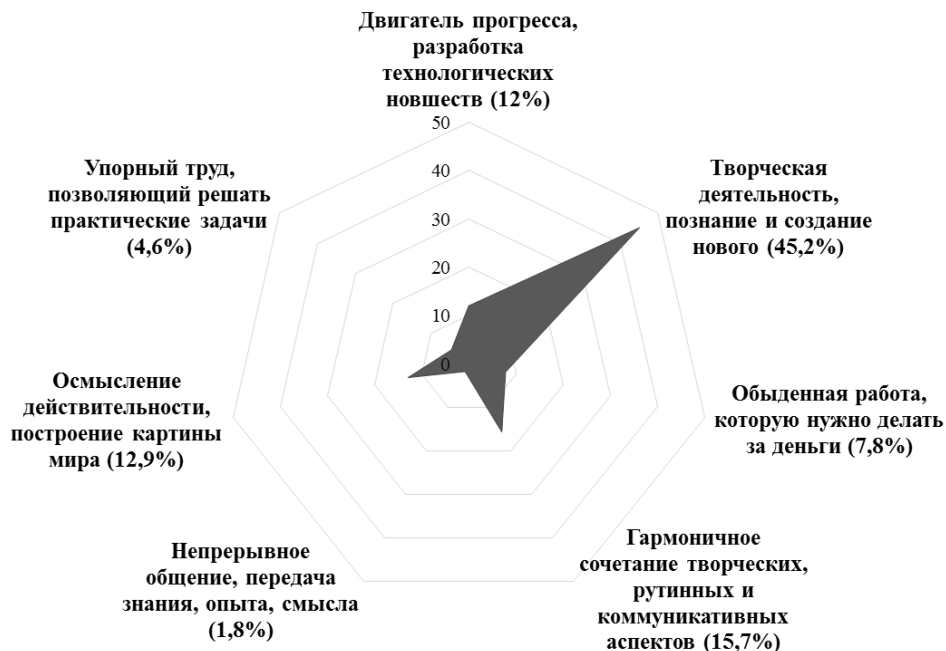 Двигатель прогресса,
разработка
технологических
новшеств (12%)
50
40
30
20
10
0
Творческая
деятельность,
познание и создание
нового (45,2%)
Обыденная работа,
которую нужно делать
за деньги (7,8%)
Гармоничное
сочетание творческих,
рутинных и
коммуникативных
аспектов (15,7%)
Непрерывное
общение, передача
знания, опыта, смысла
(1,8%)
Осмысление
действительности,
построение картины
мира (12,9%)
Упорный труд,
позволяющий решать
практические задачи
(4,6%)